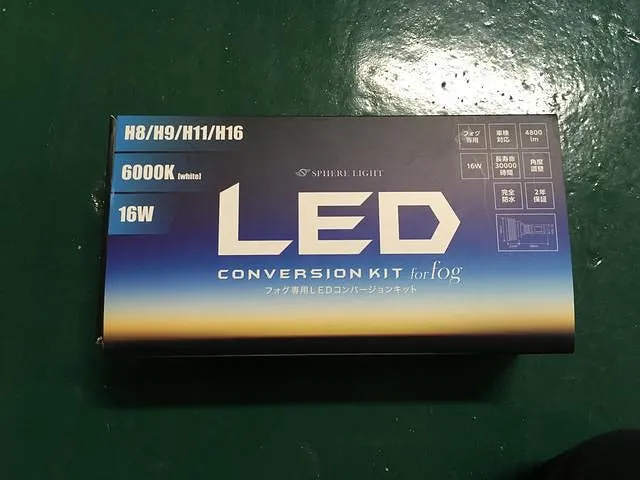 H8/H9/H11/H16
6000K (white)
16W
SPHERE LIGHT
LED
CONVERSION KIT for fog
フォグ専用LEDコンバージョンキット
フォグ
専用
車検
対応
4800
lm
16W
長寿命
30000
時間
角度
調整
完全
防水
2年
保証